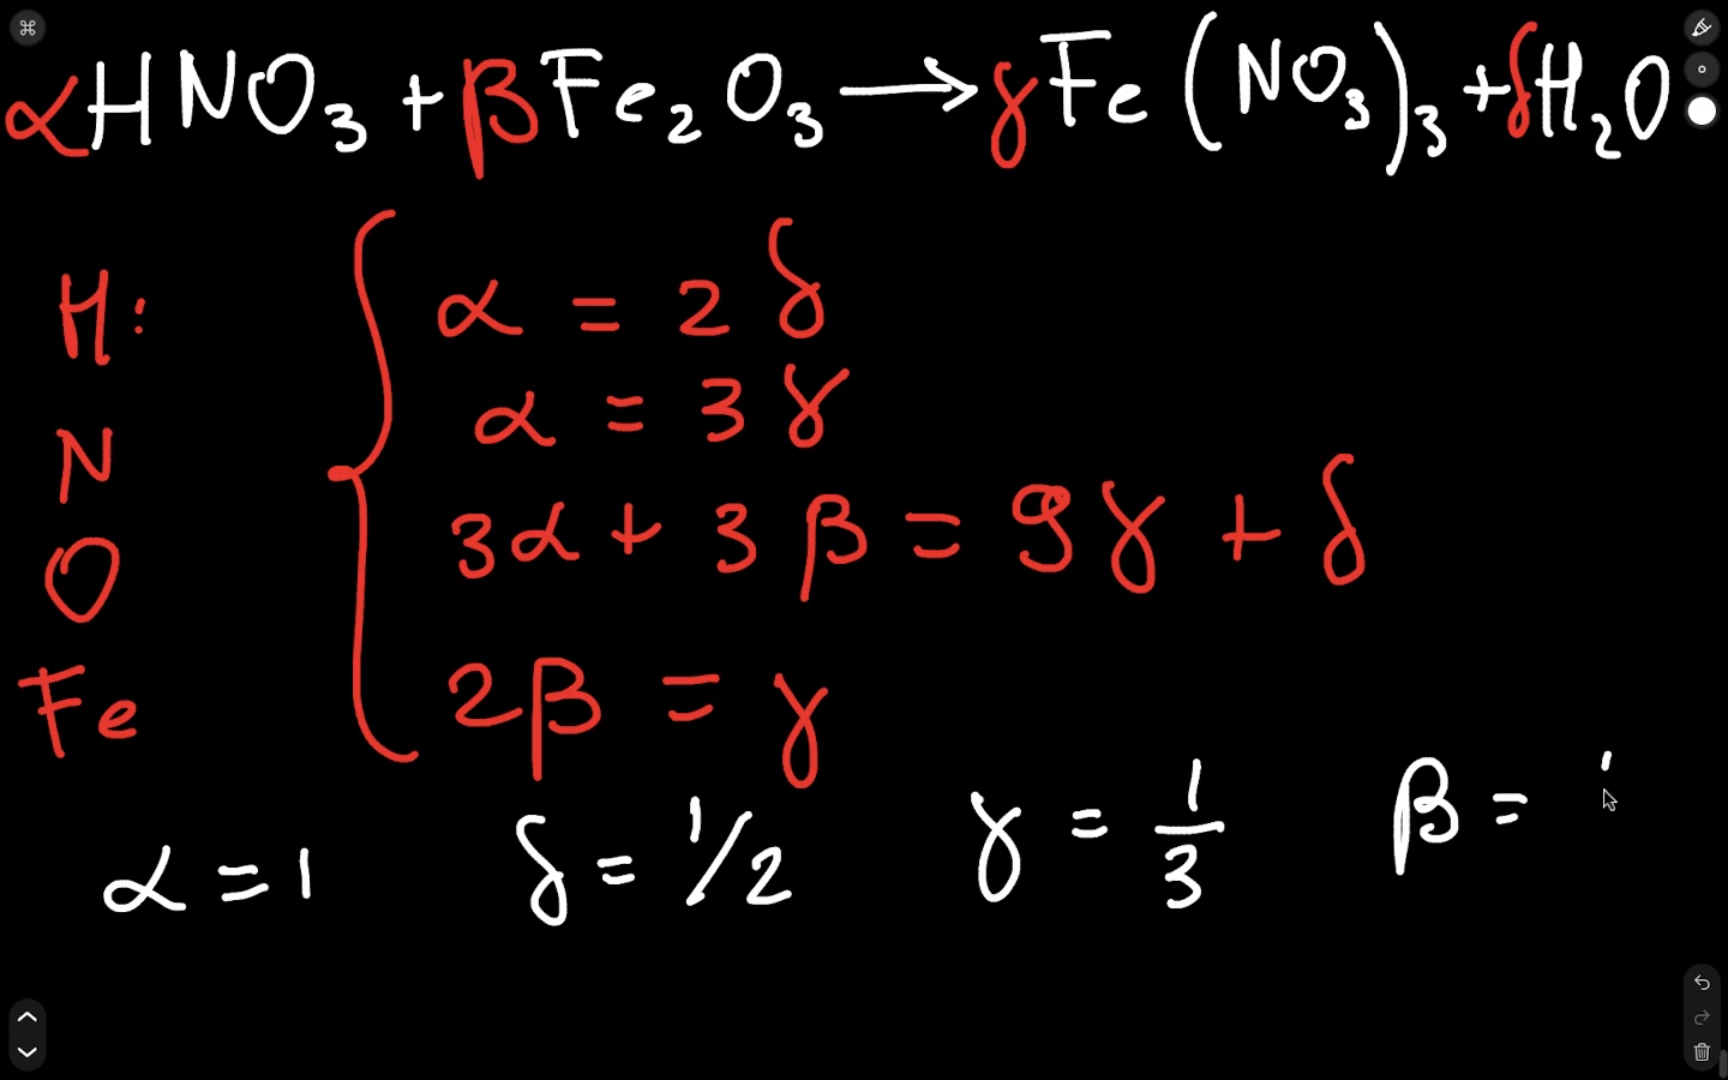 αHNO₃ + βFe₂O₃ → γFe(NO₃)₃ + δH₂O
H: α = 2δ
N α = 3γ
O 3α + 3β = 9γ + δ
Fe 2β = γ
α = 1 δ = 1/2 γ = 1/3 β =